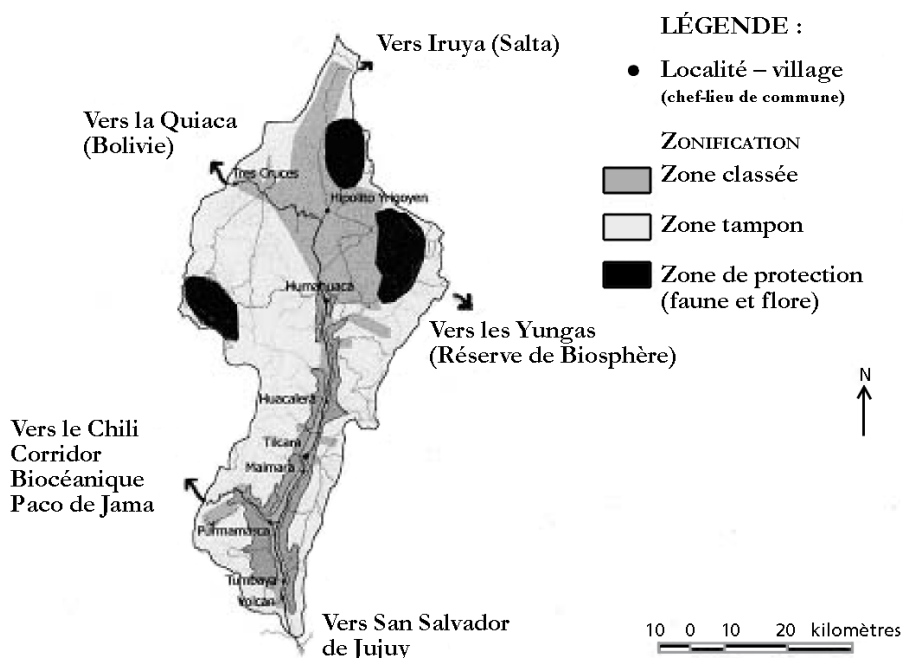 Vers Iruya (Salta)
LÉGENDE :
Localité – village
(chef-lieu de commune)
Vers la Quiaca
(Bolivie)
ZONIFICATION
Zone classée
Tres Cruces
Hipolito Yrigoyen
Zone tampon
Zone de protection
(faune et flore)
Humahuaca
Vers les Yungas
(Réserve de Biosphère)
N
Huacalera
Vers le Chili
Corridor
Biocéanique
Paco de Jama
Tilcara
Maimara
Purmamasca
Tumbaya
Volcan
Vers San Salvador
de Jujuy
10 0 10 20 kilomètres